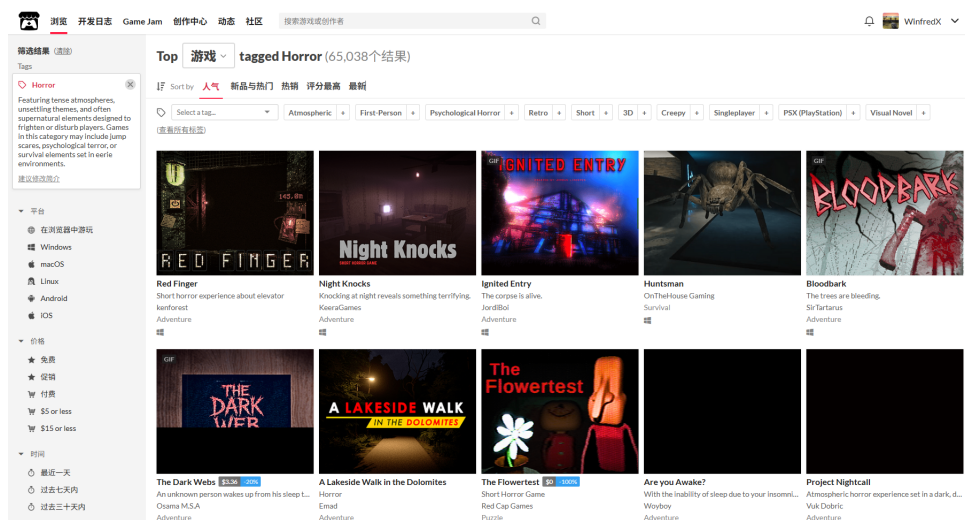 浏览 开发日志 Game Jam 创作中心 动态 社区 搜索游戏或创作者 WinfredX
筛选结果 (清除)
Tags
Horror
Featuring tense atmospheres,
unsettling themes, and often
supernatural elements designed to
frighten or disturb players. Games
in this category may include jump
scares, psychological terror, or
survival elements set in eerie
environments.
建议修改简介
平台
在浏览器中游玩
Windows
macOS
Linux
Android
iOS
价格
免费
促销
付费
$5 or less
$15 or less
时间
最近一天
过去七天内
过去三十天内
Top 游戏 tagged Horror (65,038个结果)
Sort by 人气 新品与热门 热销 评分最高 最新
Select a tag... Atmospheric + First-Person + Psychological Horror + Retro + Short + 3D + Creepy + Singleplayer + PSX (PlayStation) + Visual Novel +
(查看所有标签)
143.0m
RED FINGER
Night Knocks
SHORT HORROR GAME
GIF
IGNITED ENTRY
GIF
BLOODBARK
Red Finger
Short horror experience about elevator
kenforest
Adventure
Night Knocks
Knocking at night reveals something terrifying.
KeeraGames
Adventure
Ignited Entry
The corpse is alive.
JordiBoi
Adventure
Huntsman
OnTheHouse Gaming
Survival
Bloodbark
The trees are bleeding.
SirTartarus
Adventure
GIF
THE
DARK
WEB
A LAKESIDE WALK
IN THE DOLOMITES
The
Flowertest
The Dark Webs $3.36 -20%
An unknown person wakes up from his sleep t...
Osama M.S.A
Adventure
A Lakeside Walk in the Dolomites
Horror
Emad
Adventure
The Flowertest $0 -100%
Short Horror Game
Red Cap Games
Puzzle
Are you Awake?
With the inability of sleep due to your insomni...
Woyboy
Adventure
Project Nightcall
Atmospheric horror experience set in a dark, d...
Vuk Dobric
Adventure